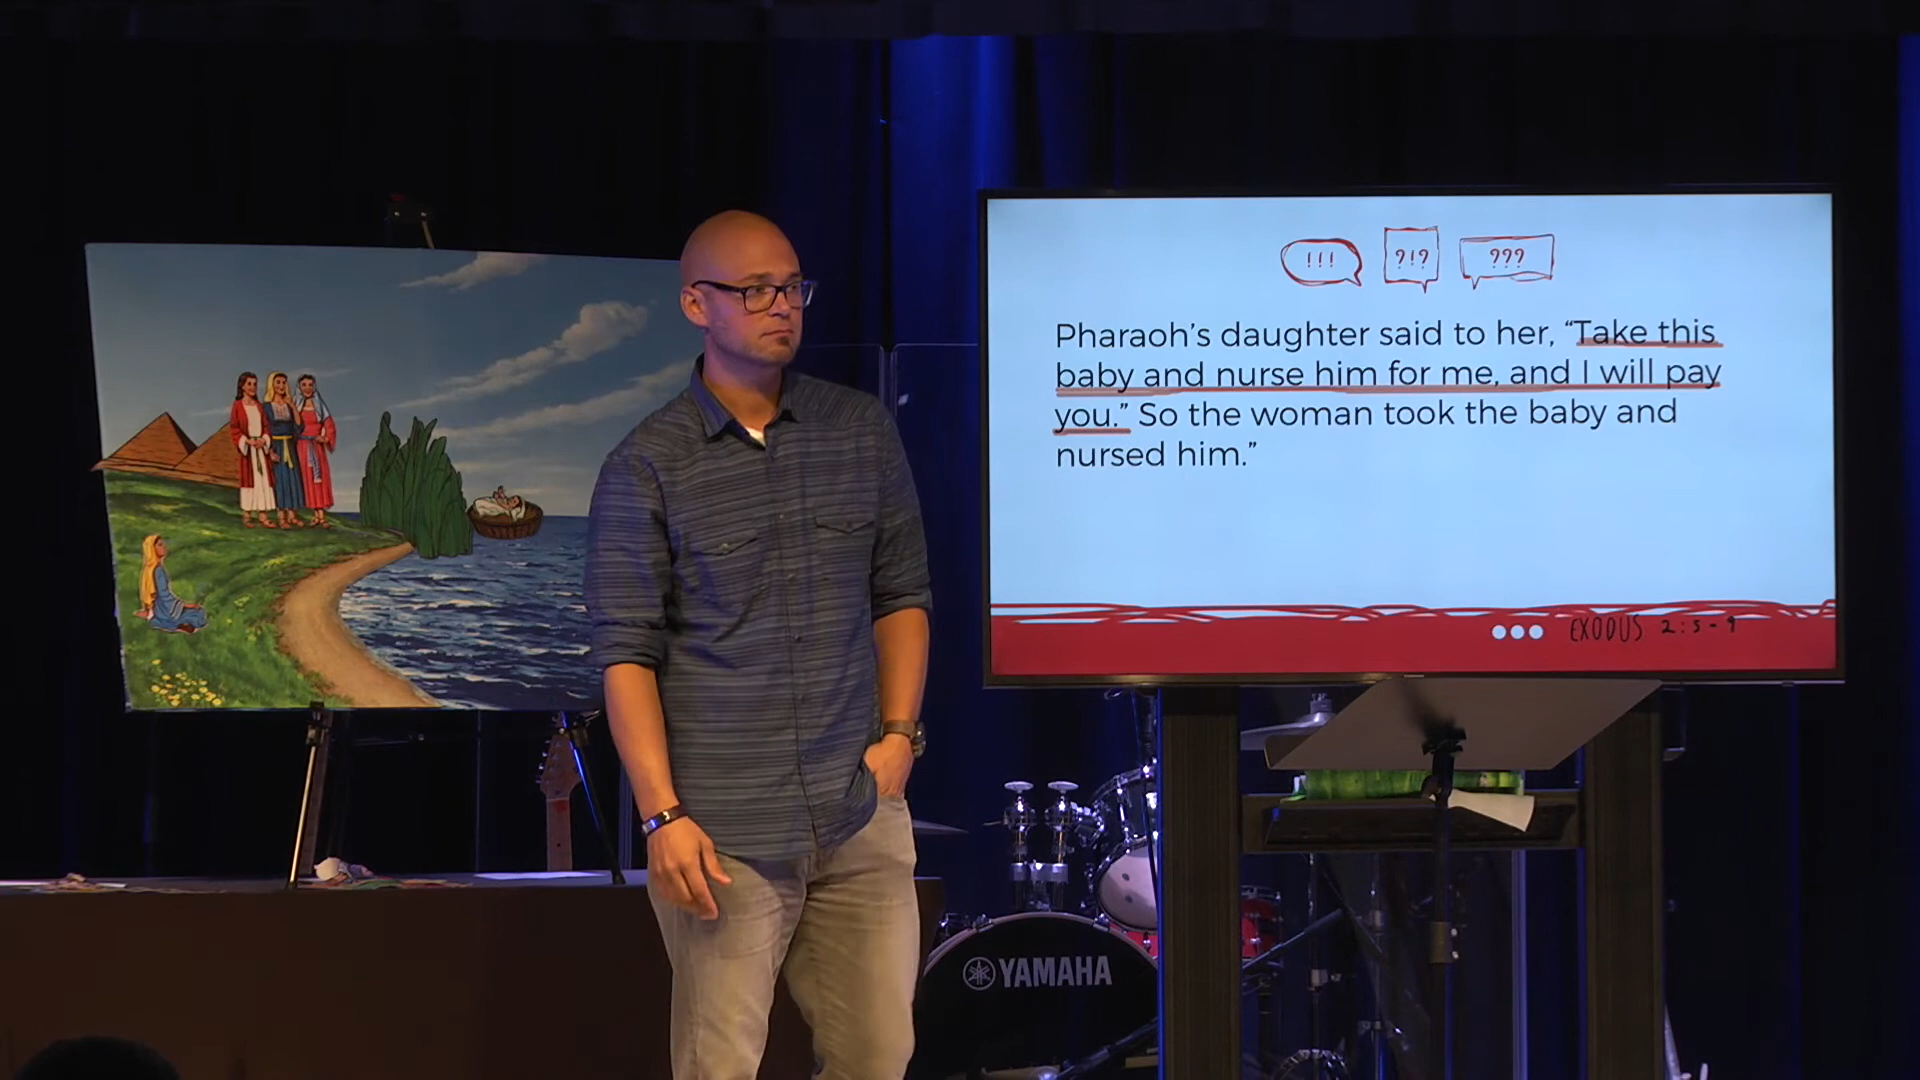 !!!
?!?
???
Pharaoh’s daughter said to her, “Take this
baby and nurse him for me, and I will pay
you.” So the woman took the baby and
nursed him.”
EXODUS 2:5-9
YAMAHA